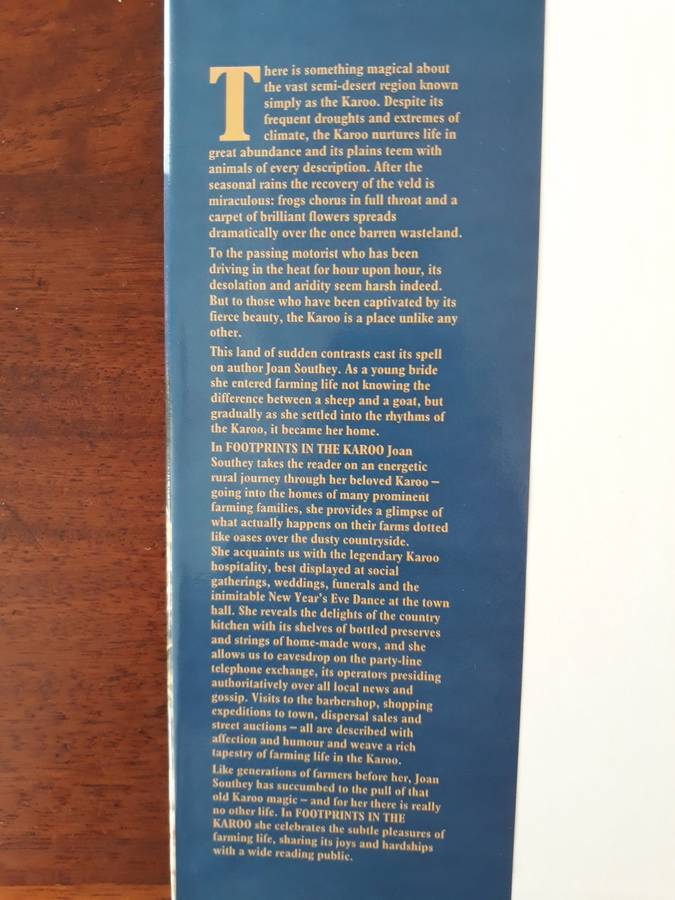 There is something magical about
the vast semi-desert region known
simply as the Karoo. Despite its
frequent droughts and extremes of
climate, the Karoo nurtures life in
great abundance and its plains teem with
animals of every description. After the
seasonal rains the recovery of the veld is
miraculous: frogs chorus in full throat and a
carpet of brilliant flowers spreads
dramatically over the once barren wasteland.
To the passing motorist who has been
driving in the heat for hour upon hour, its
desolation and aridity seem harsh indeed.
But to those who have been captivated by its
fierce beauty, the Karoo is a place unlike any
other.
This land of sudden contrasts cast its spell
on author Joan Southey. As a young bride
she entered farming life not knowing the
difference between a sheep and a goat, but
gradually as she settled into the rhythms of
the Karoo, it became her home.
In FOOTPRINTS IN THE KAROO Joan
Southey takes the reader on an energetic
rural journey through her beloved Karoo –
going into the homes of many prominent
farming families, she provides a glimpse of
what actually happens on their farms dotted
like oases over the dusty countryside.
She acquaints us with the legendary Karoo
hospitality, best displayed at social
gatherings, weddings, funerals and the
inimitable New Year's Eve Dance at the town
hall. She reveals the delights of the country
kitchen with its shelves of bottled preserves
and strings of home-made wors, and she
allows us to eavesdrop on the party-line
telephone exchange, its operators presiding
authoritatively over all local news and
gossip. Visits to the barbershop, shopping
expeditions to town, dispersal sales and
street auctions – all are described with
affection and humour and weave a rich
tapestry of farming life in the Karoo.
Like generations of farmers before her, Joan
Southey has succumbed to the pull of that
old Karoo magic – and for her there is really
no other life. In FOOTPRINTS IN THE
KAROO she celebrates the subtle pleasures of
farming life, sharing its joys and hardships
with a wide reading public.